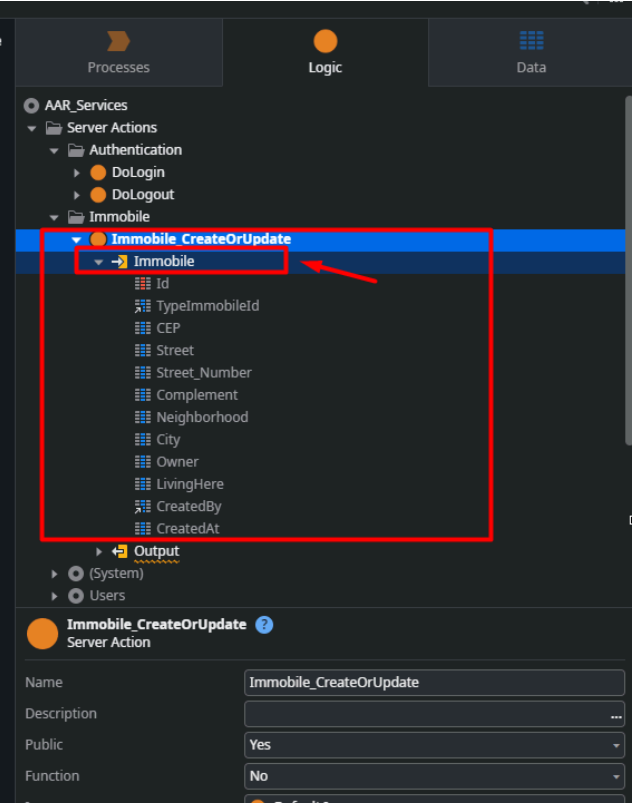 Processes
Logic
Data
AAR_Services
Server Actions
Authentication
DoLogin
DoLogout
Immobile
Immobile_CreateOrUpdate
Immobile
Id
TypeImmobileId
CEP
Street
Street_Number
Complement
Neighborhood
City
Owner
LivingHere
CreatedBy
CreatedAt
Output
(System)
Users
Immobile_CreateOrUpdate ?
Server Action
Name Immobile_CreateOrUpdate
Description ...
Public Yes
Function No